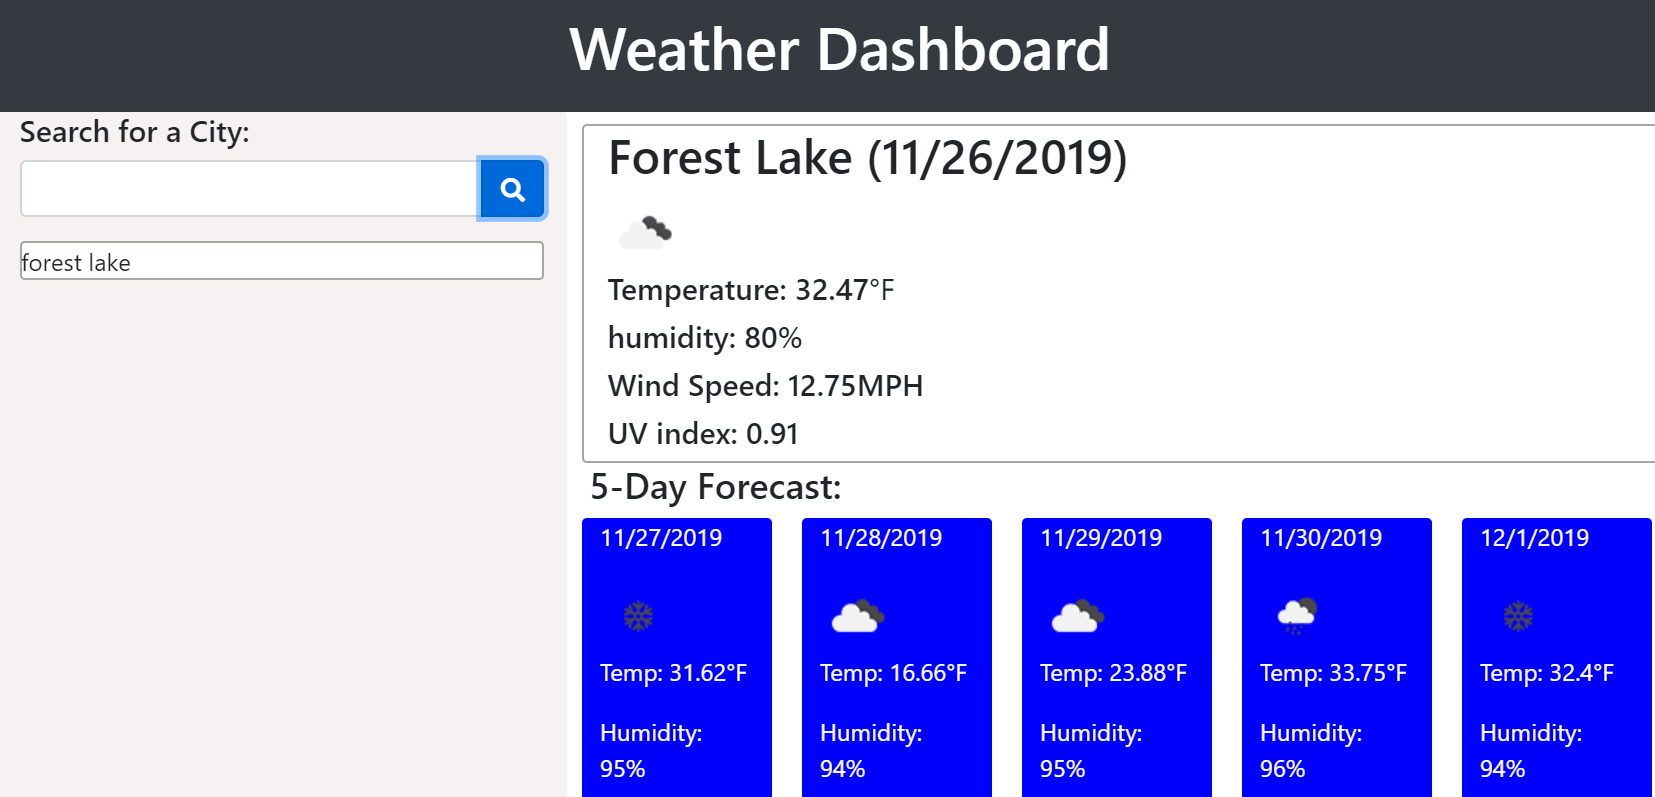 Weather Dashboard
Search for a City:
forest lake
Forest Lake (11/26/2019)
Temperature: 32.47°F
humidity: 80%
Wind Speed: 12.75MPH
UV index: 0.91
5-Day Forecast:
11/27/2019
Temp: 31.62°F
Humidity:
95%
11/28/2019
Temp: 16.66°F
Humidity:
94%
11/29/2019
Temp: 23.88°F
Humidity:
95%
11/30/2019
Temp: 33.75°F
Humidity:
96%
12/1/2019
Temp: 32.4°F
Humidity:
94%